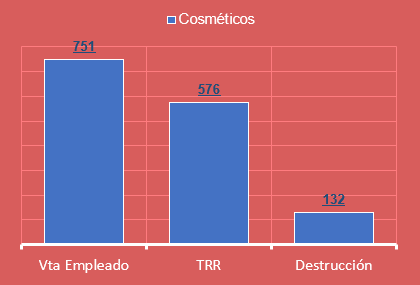 Cosméticos
751
576
132
Vta Empleado
TRR
Destrucción